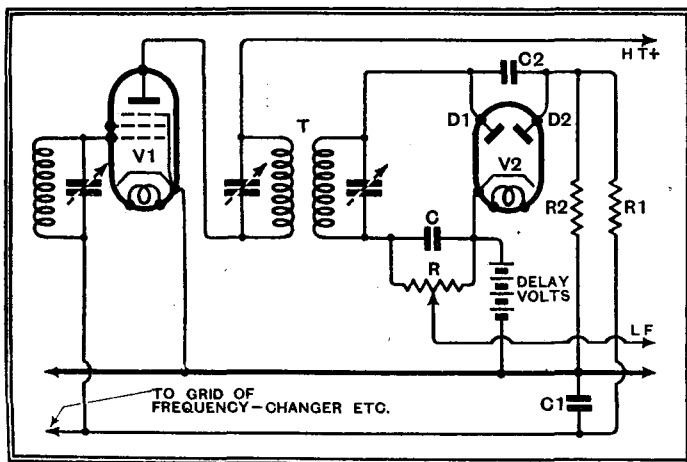 HT+
C2
T
D1
D2
V1
V2
C
R2
R1
R
DELAY
VOLTS
LF
TO GRID OF
FREQUENCY-CHANGER ETC.
C1